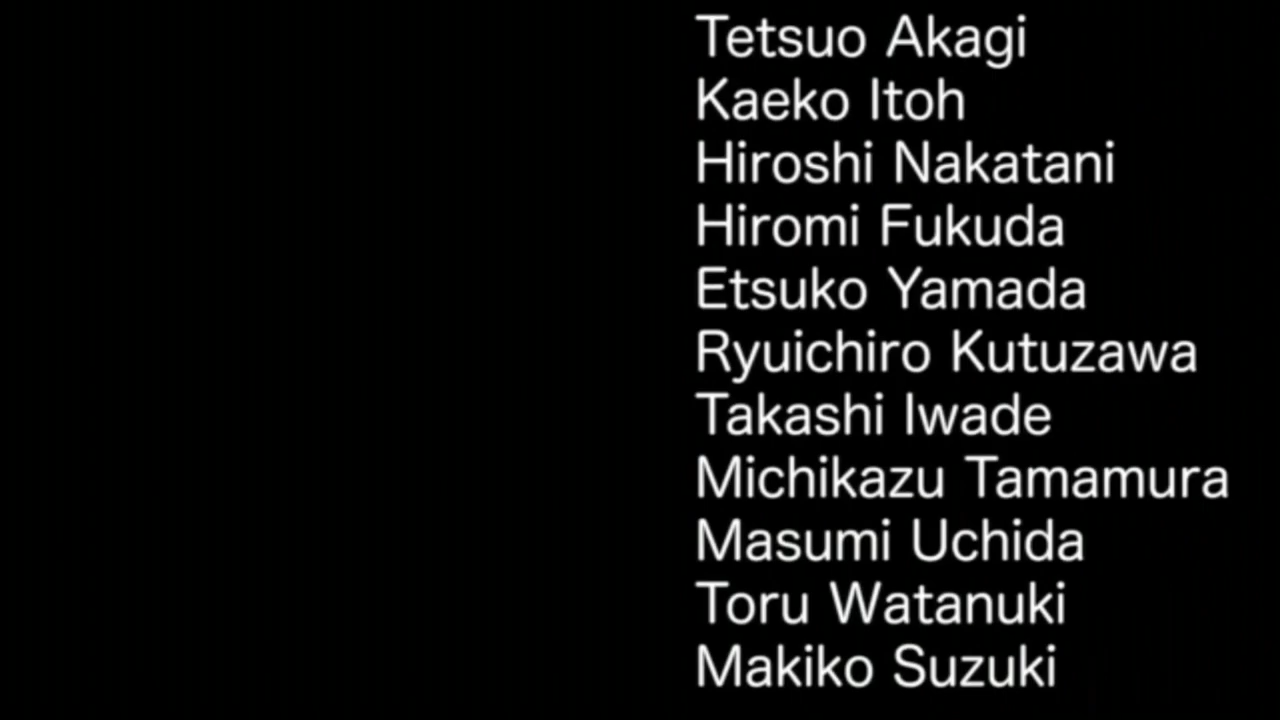 Tetsuo Akagi
Kaeko Itoh
Hiroshi Nakatani
Hiromi Fukuda
Etsuko Yamada
Ryuichiro Kutuzawa
Takashi Iwade
Michikazu Tamamura
Masumi Uchida
Toru Watanuki
Makiko Suzuki